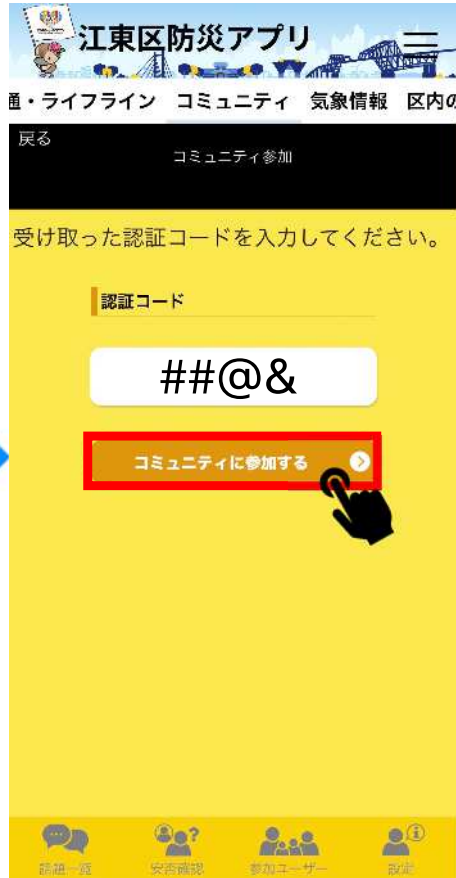 江東区防災アプリ
通・ライフライン コミュニティ 気象情報 区内の
戻る
コミュニティ参加
受け取った認証コードを入力してください。
認証コード
##@&
コミュニティに参加する
話題一覧 安否確認 参加ユーザー 設定